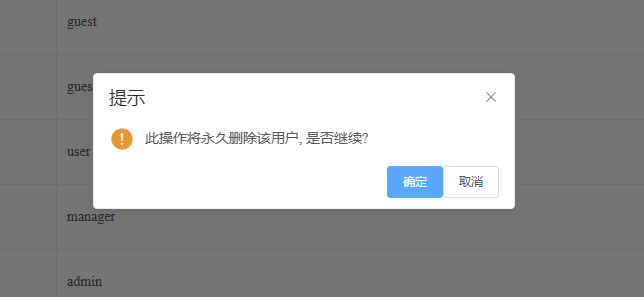 guest
提示
此操作将永久删除该用户, 是否继续?
user
确定
取消
manager
admin